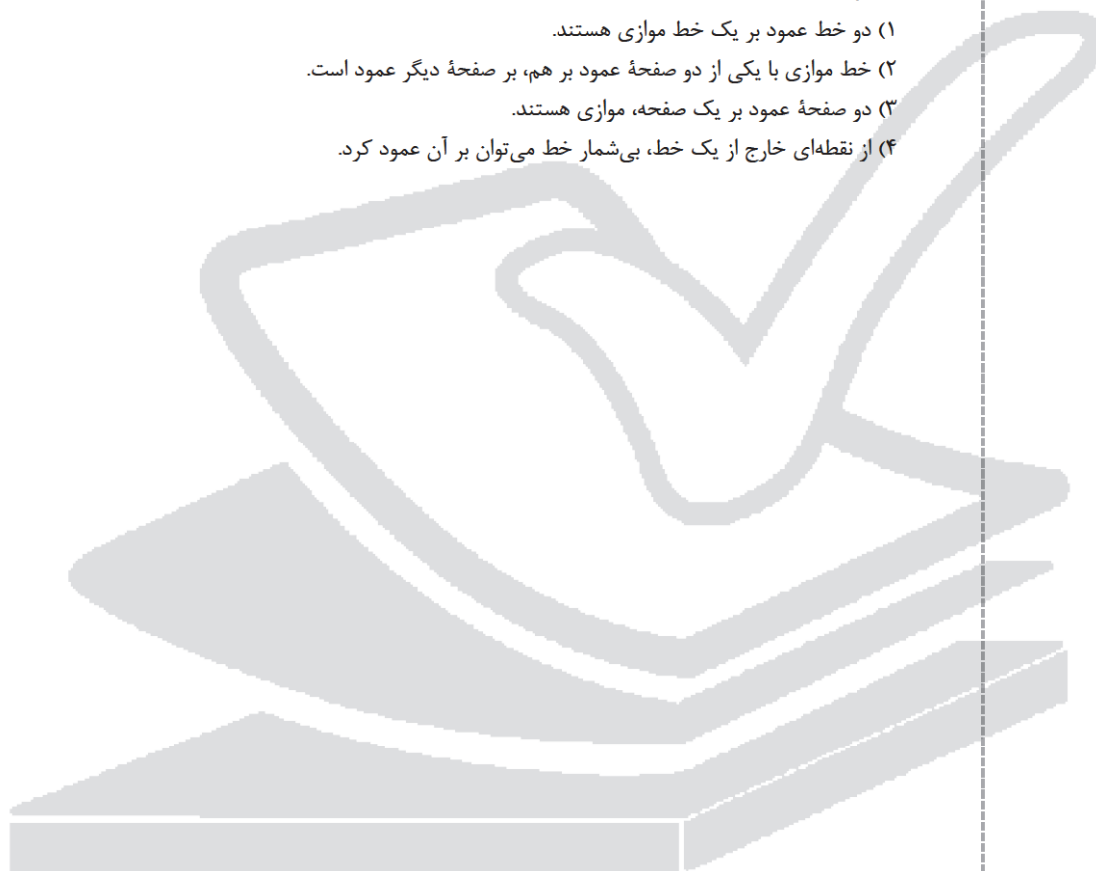 ۱) دو خط عمود بر یک خط موازی هستند.
۲) خط موازی با یکی از دو صفحهٔ عمود بر هم، بر صفحهٔ دیگر عمود است.
۳) دو صفحهٔ عمود بر یک صفحه، موازی هستند.
۴) از نقطه‌ای خارج از یک خط، بی‌شمار خط می‌توان بر آن عمود کرد.